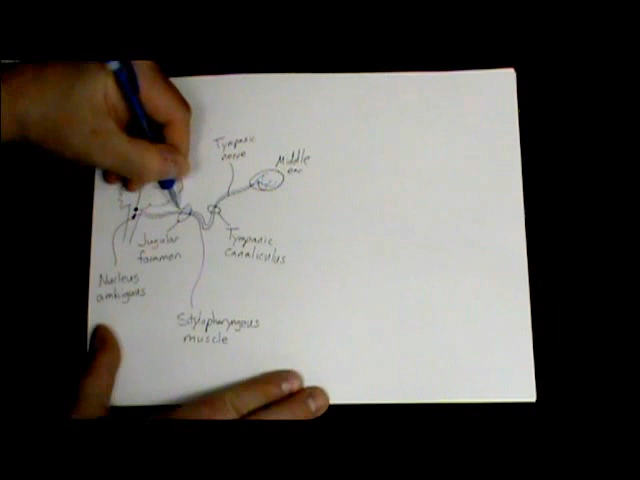 Tympanic
nerve
Middle
ear
Jugular
foramen
Tympanic
canaliculus
Nucleus
ambiguus
Stylopharyngeus
muscle